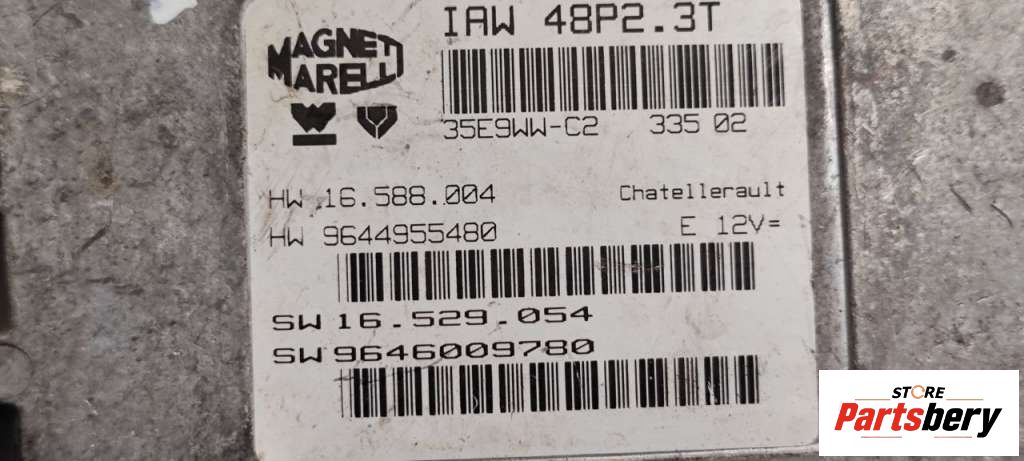 MAGNETI
MARELLI
IAW 48P2.3T
35E9WW-C2 335 02
HW 16.588.004 Chatellerault
HW 9644955480 E 12V=
SW 16.529.054
SW 9646009780
STORE
Partsbery